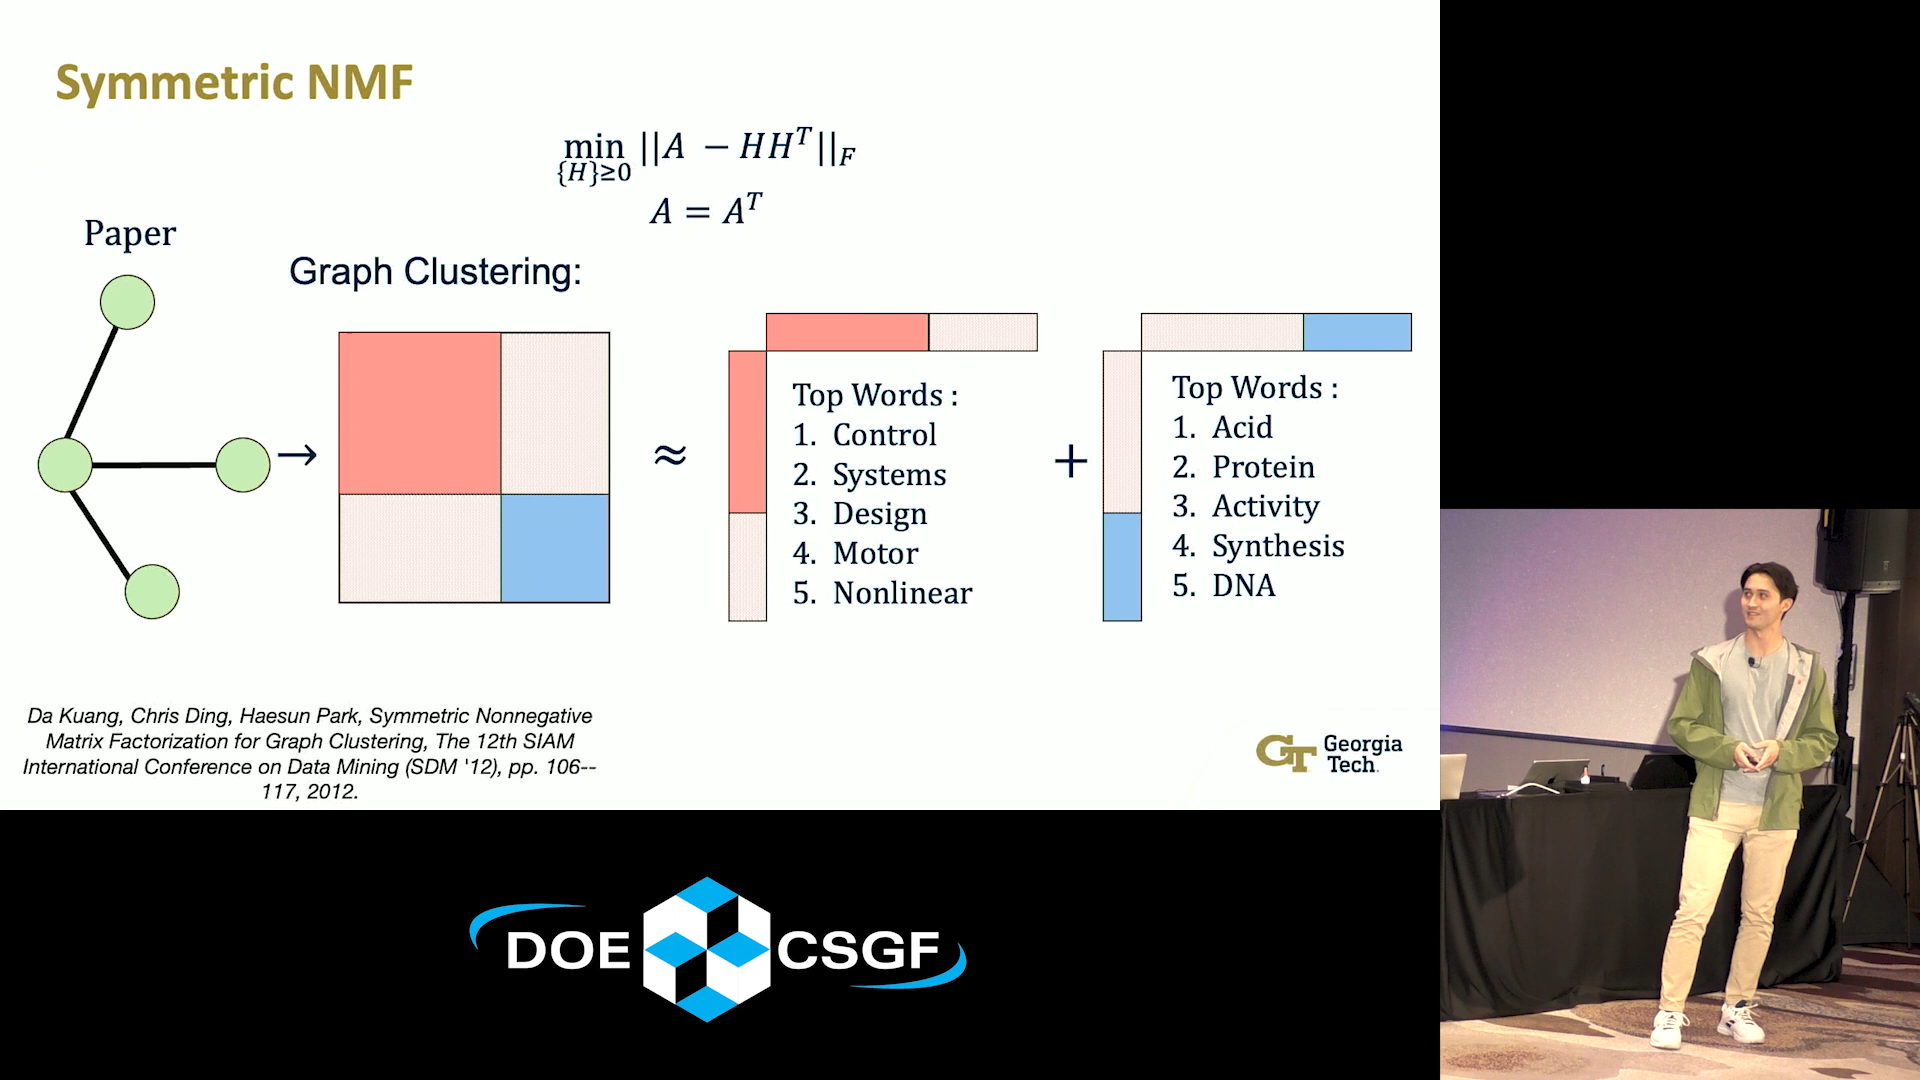 Symmetric NMF
min ||A − HHᵀ||F
{H}≥0
A = Aᵀ
Paper
Graph Clustering:
→
≈
Top Words :
1. Control
2. Systems
3. Design
4. Motor
5. Nonlinear
+
Top Words :
1. Acid
2. Protein
3. Activity
4. Synthesis
5. DNA
Da Kuang, Chris Ding, Haesun Park, Symmetric Nonnegative
Matrix Factorization for Graph Clustering, The 12th SIAM
International Conference on Data Mining (SDM '12), pp. 106--
117, 2012.
GT Georgia
Tech
DOE CSGF